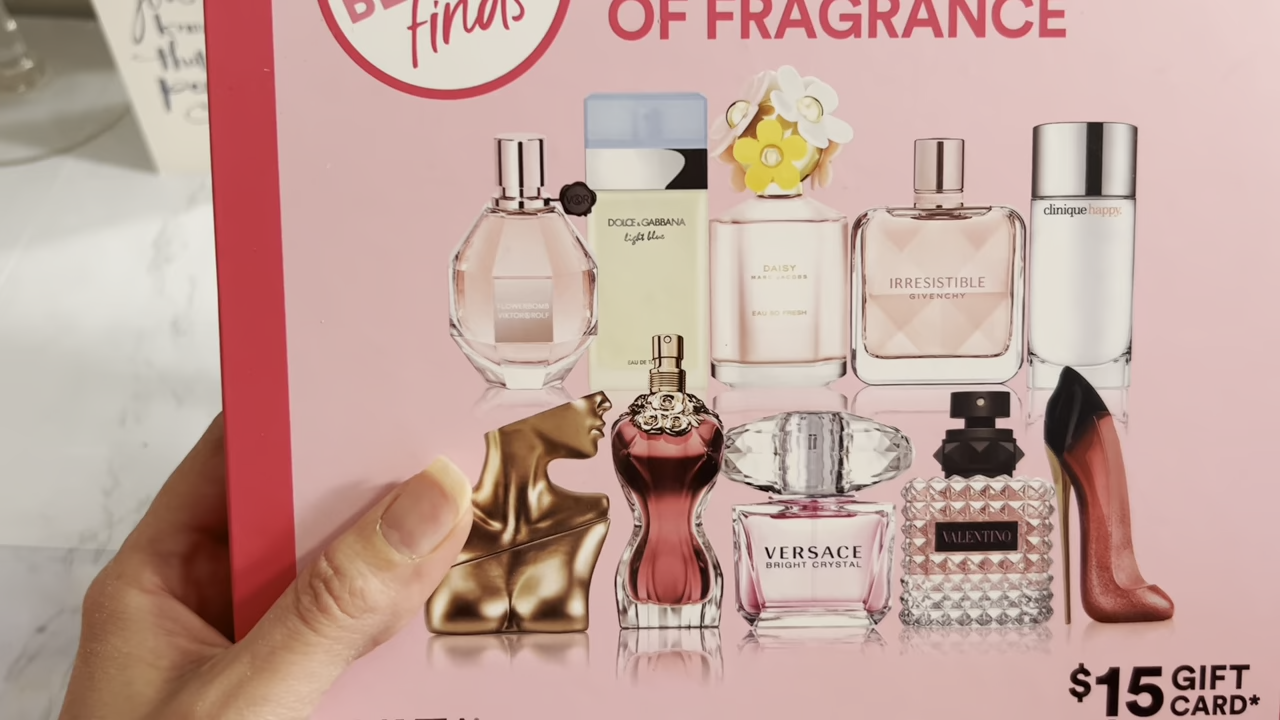 finds
OF FRAGRANCE
V&R
DOLCE & GABBANA
light blue
clinique happy.
DAISY
MARC JACOBS
EAU SO FRESH
IRRESISTIBLE
GIVENCHY
FLOWERBOMB
VIKTOR&ROLF
EAU DE
VERSACE
BRIGHT CRYSTAL
VALENTINO
$15 GIFT
CARD*